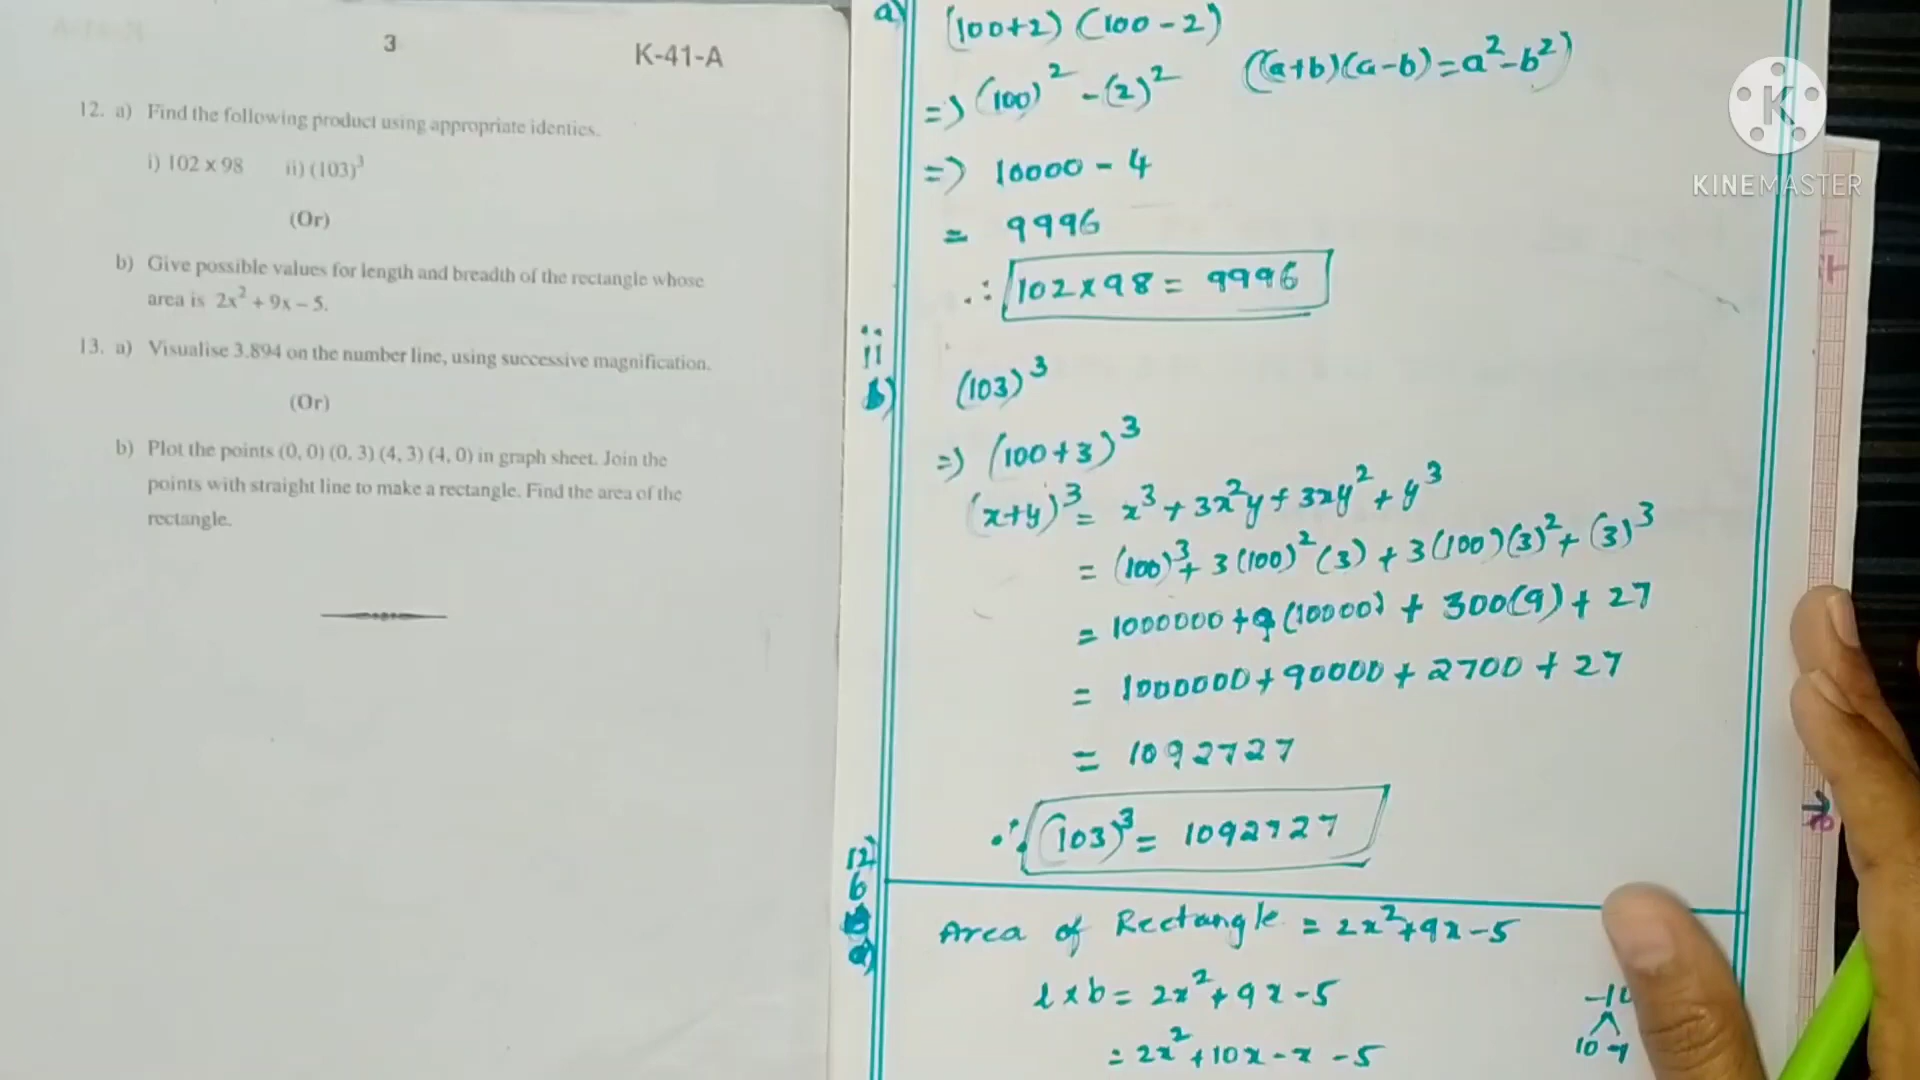 3
K-41-A
12. a) Find the following product using appropriate identies.
i) 102 x 98 ii) (103)³
(Or)
b) Give possible values for length and breadth of the rectangle whose
area is 2x² + 9x – 5.
13. a) Visualise 3.894 on the number line, using successive magnification.
(Or)
b) Plot the points (0, 0) (0, 3) (4, 3) (4, 0) in graph sheet. Join the
points with straight line to make a rectangle. Find the area of the
rectangle.
a) (100+2) (100-2)
=> (100)² - (2)² ((a+b)(a-b)=a²-b²)
=> 10000 - 4
= 9996
∴ 102x98 = 9996
ii
b) (103)³
=> (100+3)³
(x+y)³ = x³ + 3x²y + 3xy² + y³
= (100)³ + 3(100)²(3) + 3(100)(3)² + (3)³
= 1000000 + 9(10000) + 300(9) + 27
= 1000000 + 90000 + 2700 + 27
= 1092727
∴ (103)³ = 1092727
12)
b
Area of Rectangle = 2x²+9x-5
l x b = 2x²+9x-5
= 2x²+10x-x-5
10 -1
K
KINEMASTER